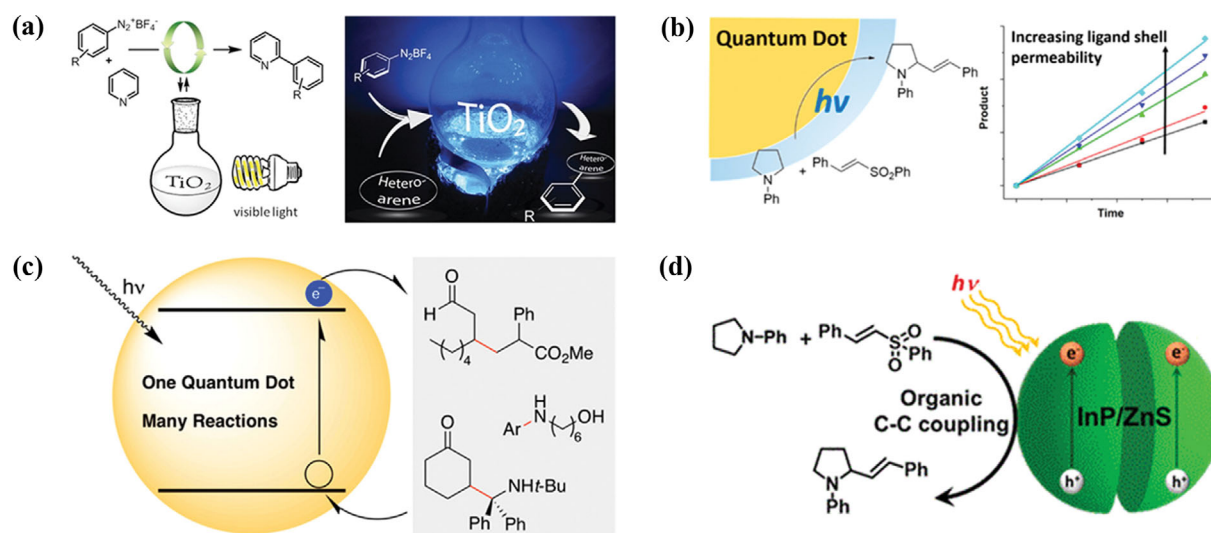 (a)
N₂⁺BF₄⁻
R
+
N
N
R
TiO₂
visible light
N₂BF₄
R
TiO₂
Hetero-
arene
Hetero-
arene
R
(b)
Quantum Dot
hν
N
Ph
Ph
N
Ph
+
Ph
SO₂Ph
Increasing ligand shell
permeability
Product
Time
(c)
hν
e⁻
One Quantum Dot
Many Reactions
O
H
Ph
( )₄
CO₂Me
H
Ar N ( )₆ OH
O
NHt-Bu
Ph Ph
(d)
hν
N-Ph
+
Ph
O
S
O
Ph
Organic
C-C coupling
N
Ph
Ph
e⁻
e⁻
InP/ZnS
h⁺
h⁺